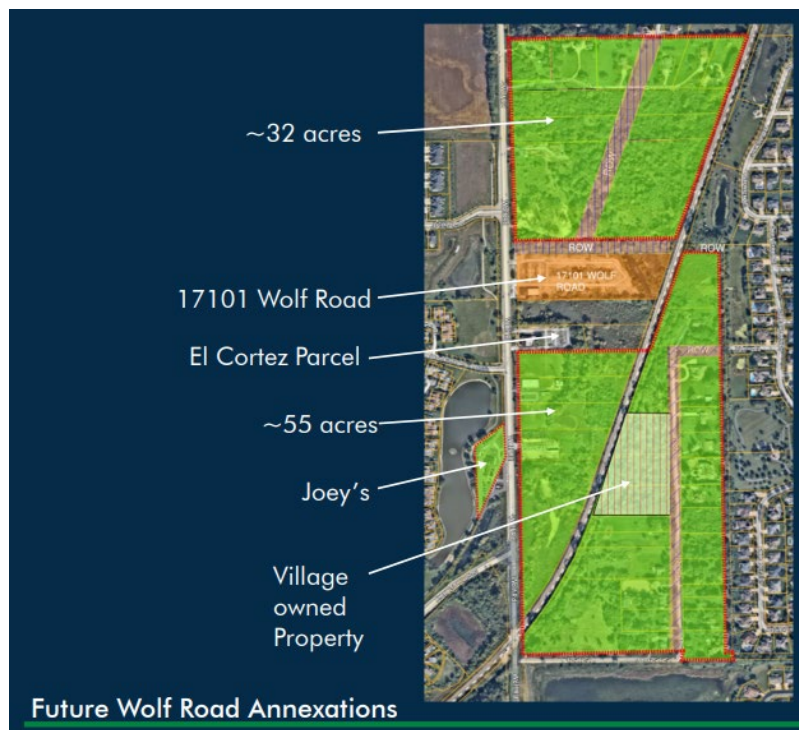 ~32 acres
ROW
ROW
17101 Wolf Road
17101 WOLF
ROAD
El Cortez Parcel
ROW
~55 acres
Joey's
Village
owned
Property
Future Wolf Road Annexations